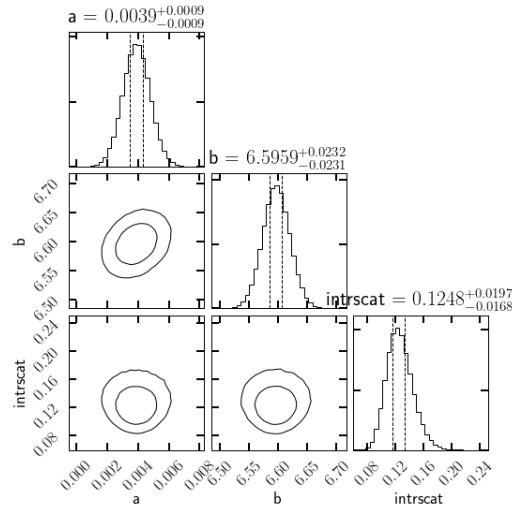 a = 0.0039+0.0009−0.0009
b = 6.5959+0.0232−0.0231
intrscat = 0.1248+0.0197−0.0168
b
6.70
6.65
6.60
6.55
6.50
intrscat
0.24
0.20
0.16
0.12
0.08
0.000 0.002 0.004 0.006 0.008
a
6.50 6.55 6.60 6.65 6.70
b
0.08 0.12 0.16 0.20 0.24
intrscat